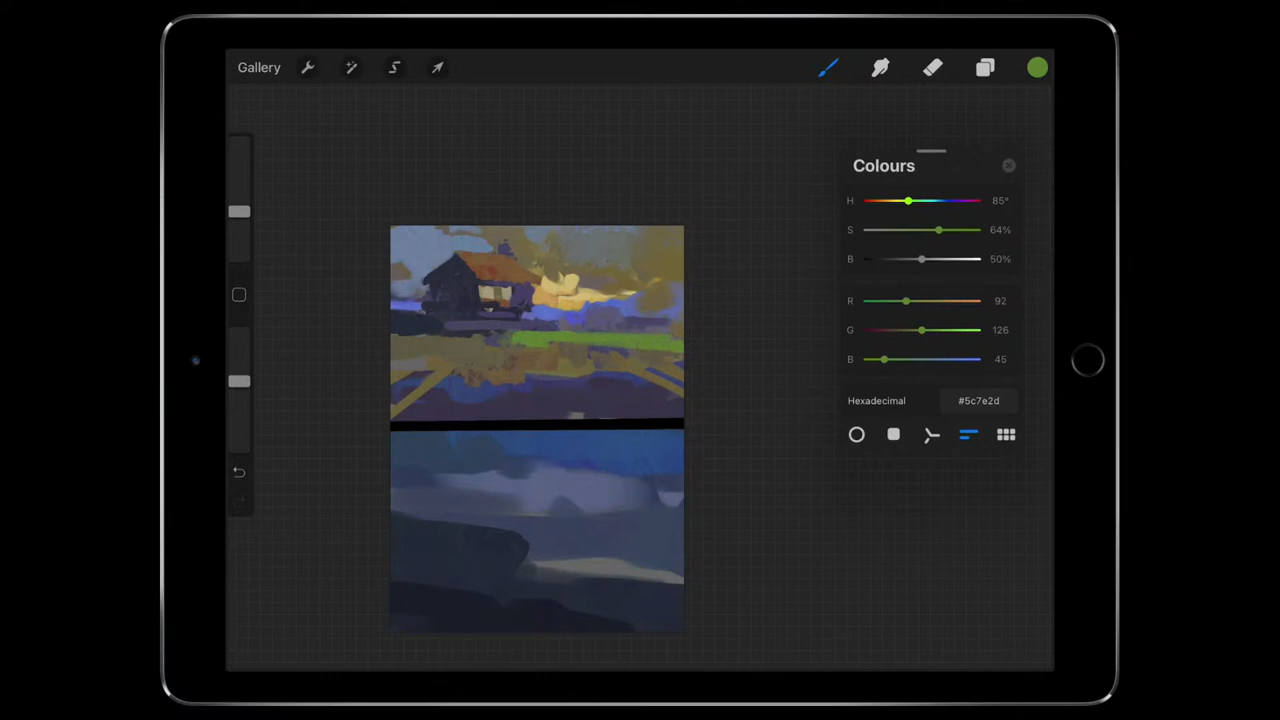 Gallery
Colours
H 85°
S 64%
B 50%
R 92
G 126
B 45
Hexadecimal #5c7e2d